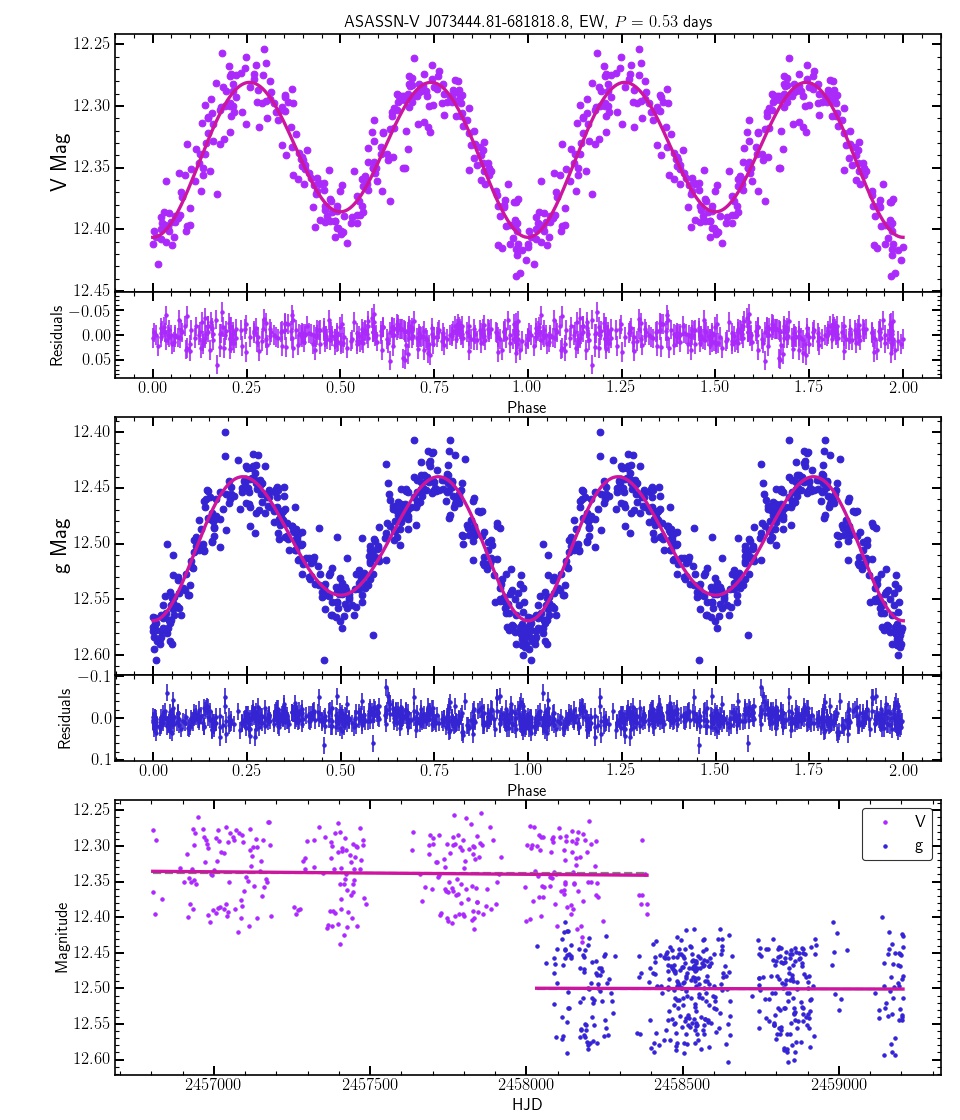 ASASSN-V J073444.81-681818.8, EW, P = 0.53 days
12.25
12.30
12.35
12.40
12.45
V Mag
−0.05
0.00
0.05
Residuals
0.00 0.25 0.50 0.75 1.00 1.25 1.50 1.75 2.00
Phase
12.40
12.45
12.50
12.55
12.60
g Mag
−0.1
0.0
0.1
Residuals
0.00 0.25 0.50 0.75 1.00 1.25 1.50 1.75 2.00
Phase
12.25
12.30
12.35
12.40
12.45
12.50
12.55
12.60
Magnitude
V
g
2457000 2457500 2458000 2458500 2459000
HJD